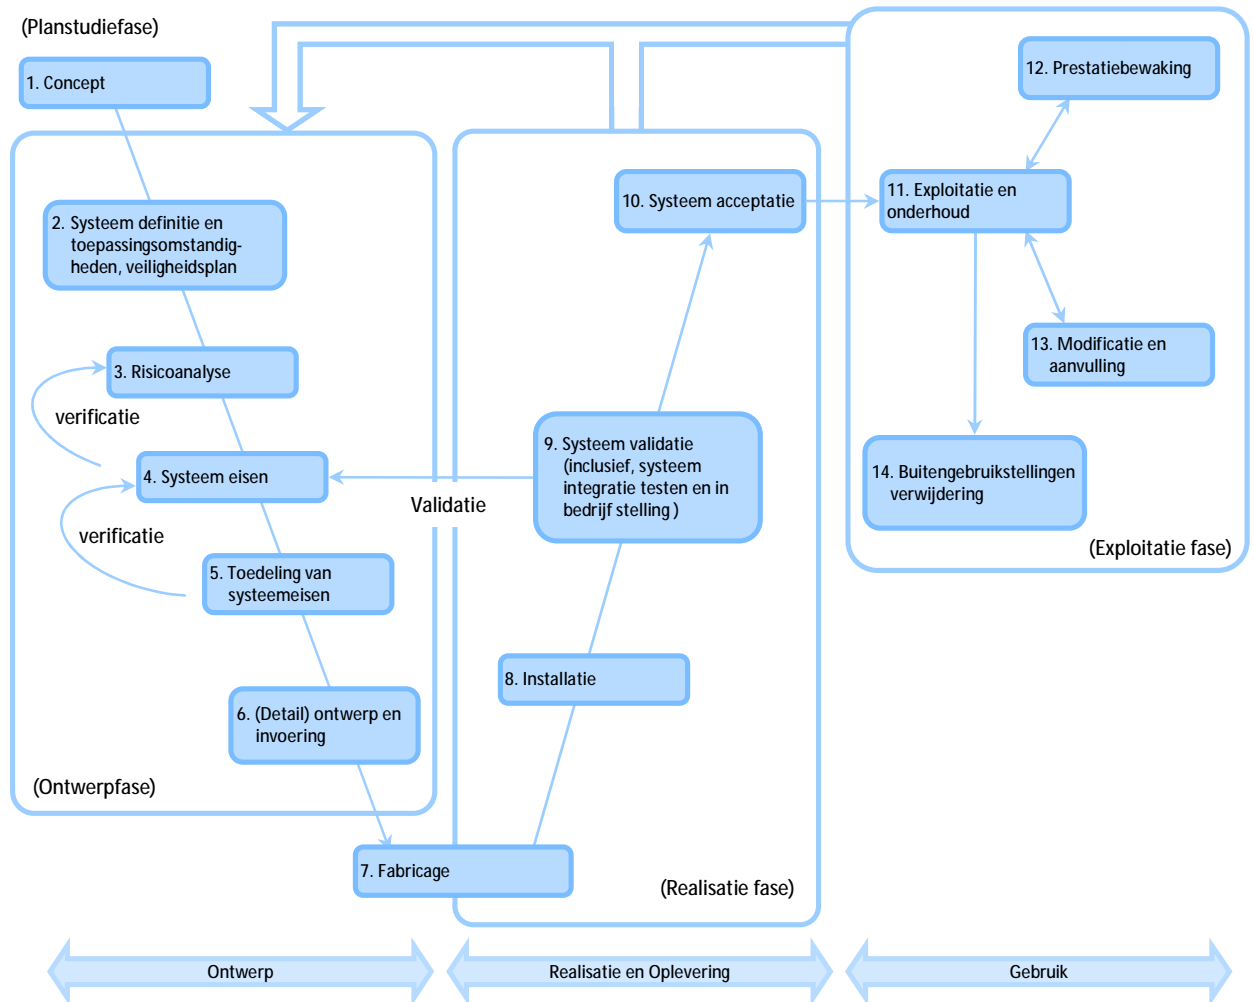 (Planstudiefase)
1. Concept
2. Systeem definitie en
toepassingsomstandig-
heden, veiligheidsplan
3. Risicoanalyse
verificatie
4. Systeem eisen
verificatie
5. Toedeling van
systeemeisen
6. (Detail) ontwerp en
invoering
(Ontwerpfase)
7. Fabricage
Validatie
8. Installatie
9. Systeem validatie
(inclusief, systeem
integratie testen en in
bedrijf stelling )
10. Systeem acceptatie
(Realisatie fase)
11. Exploitatie en
onderhoud
12. Prestatiebewaking
13. Modificatie en
aanvulling
14. Buitengebruikstellingen
verwijdering
(Exploitatie fase)
Ontwerp
Realisatie en Oplevering
Gebruik